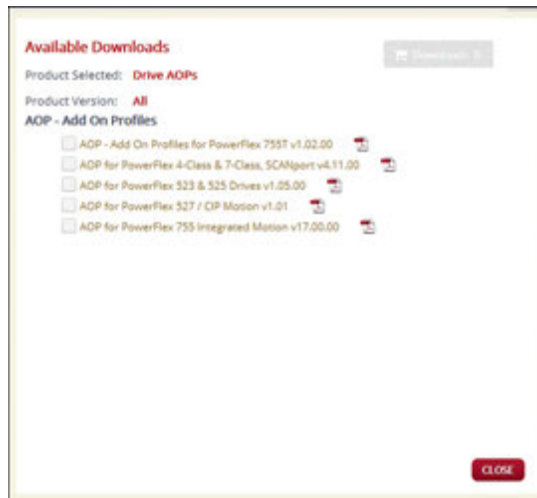 Available Downloads
Downloads
Product Selected: Drive AOPs
Product Version: All
AOP - Add On Profiles
AOP - Add On Profiles for PowerFlex 755T v1.02.00
AOP for PowerFlex 4-Class & 7-Class, SCANport v4.11.00
AOP for PowerFlex 523 & 525 Drives v1.05.00
AOP for PowerFlex 527 / CIP Motion v1.01
AOP for PowerFlex 755 Integrated Motion v17.00.00
CLOSE